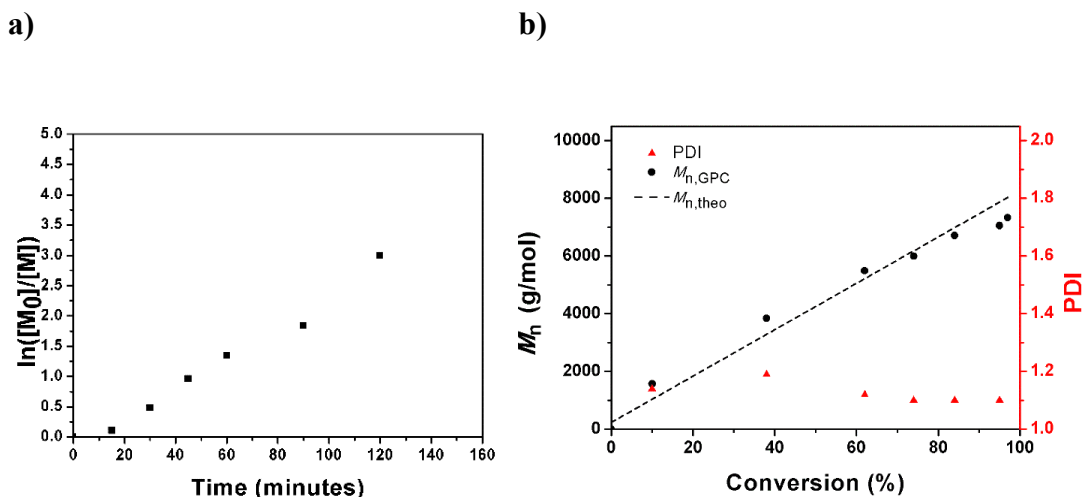 a)
b)
ln([M₀]/[M])
5.0
4.5
4.0
3.5
3.0
2.5
2.0
1.5
1.0
0.5
0.0
0 20 40 60 80 100 120 140 160
Time (minutes)
Mn (g/mol)
10000
8000
6000
4000
2000
0
PDI
Mn,GPC
Mn,theo
2.0
1.8
1.6
1.4
1.2
1.0
PDI
0 20 40 60 80 100
Conversion (%)